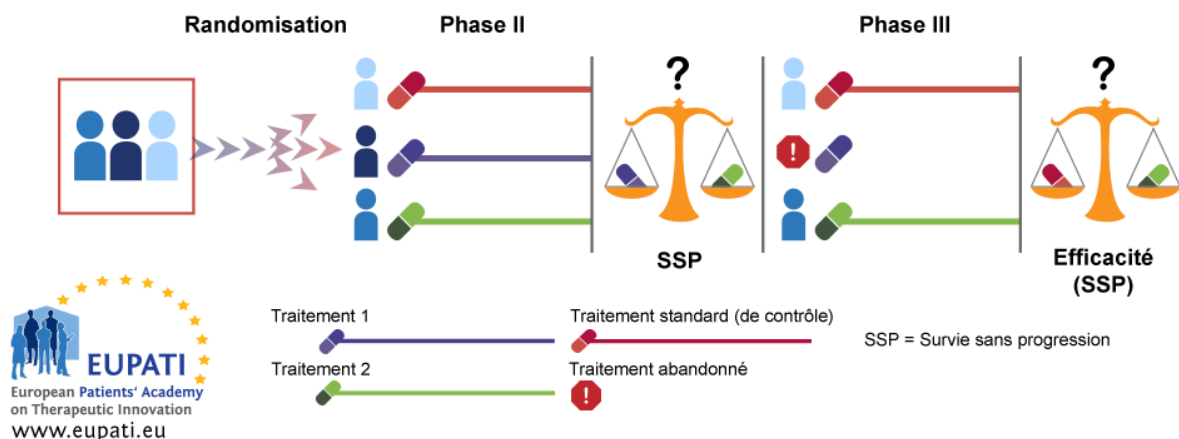 Randomisation
Phase II
Phase III
?
?
!
SSP
Efficacité
(SSP)
Traitement 1
Traitement standard (de contrôle)
SSP = Survie sans progression
Traitement 2
Traitement abandonné
!
EUPATI
European Patients' Academy
on Therapeutic Innovation
www.eupati.eu